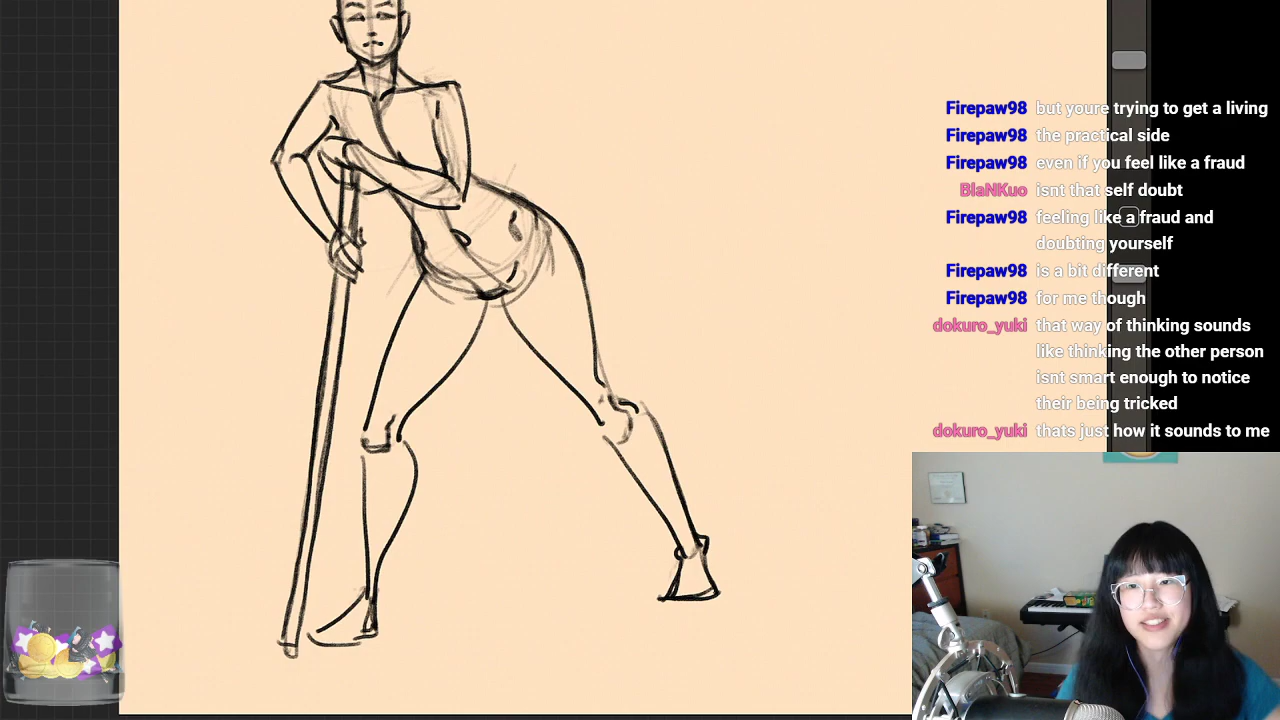 Firepaw98 but youre trying to get a living
Firepaw98 the practical side
Firepaw98 even if you feel like a fraud
BlaNKuo isnt that self doubt
Firepaw98 feeling like a fraud and
doubting yourself
Firepaw98 is a bit different
Firepaw98 for me though
dokuro_yuki that way of thinking sounds
like thinking the other person
isnt smart enough to notice
their being tricked
dokuro_yuki thats just how it sounds to me